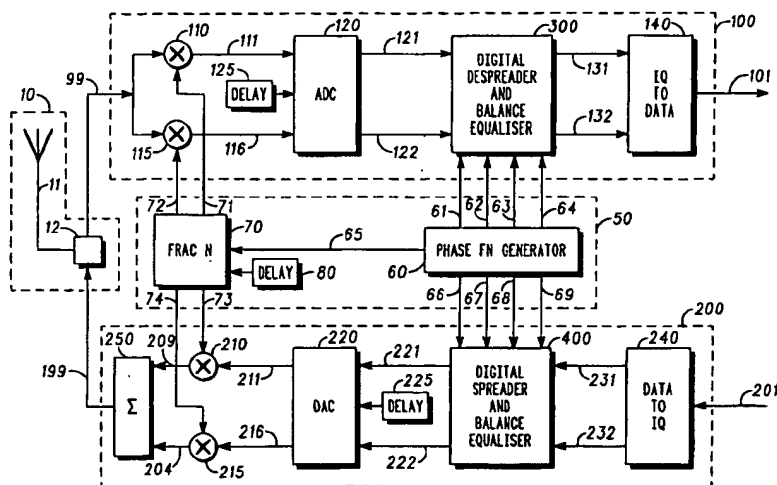 110
111
120
121
300
140
100
99
125
DELAY
ADC
DIGITAL
DESPREADER
AND
BALANCE
EQUALISER
131
IQ
TO
DATA
101
10
115
116
122
132
11
72
71
61
62
63
64
50
12
70
FRAC N
65
PHASE FN GENERATOR
DELAY
80
60
74
73
66
67
68
69
200
250
209
210
220
221
400
240
199
Σ
211
DAC
225
DELAY
DIGITAL
SPREADER
AND
BALANCE
EQUALISER
231
DATA
TO
IQ
201
204
215
216
222
232